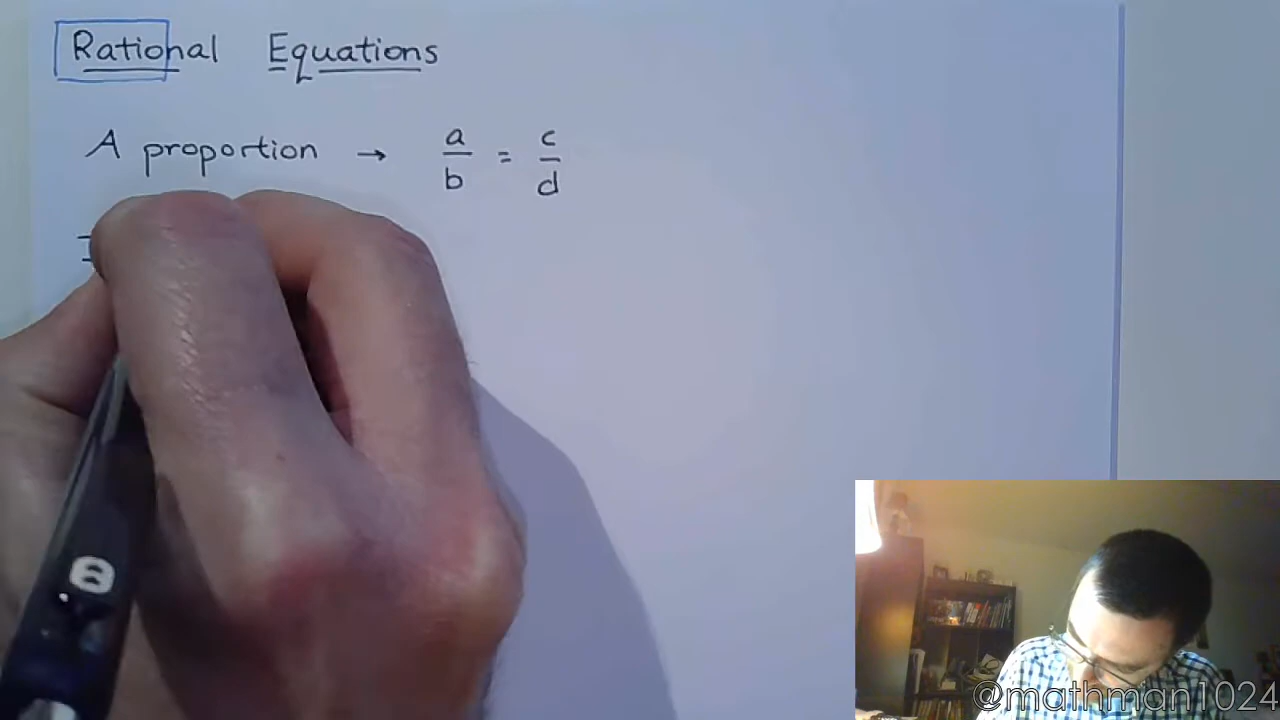 Rational Equations
A proportion → a/b = c/d
@mathman1024